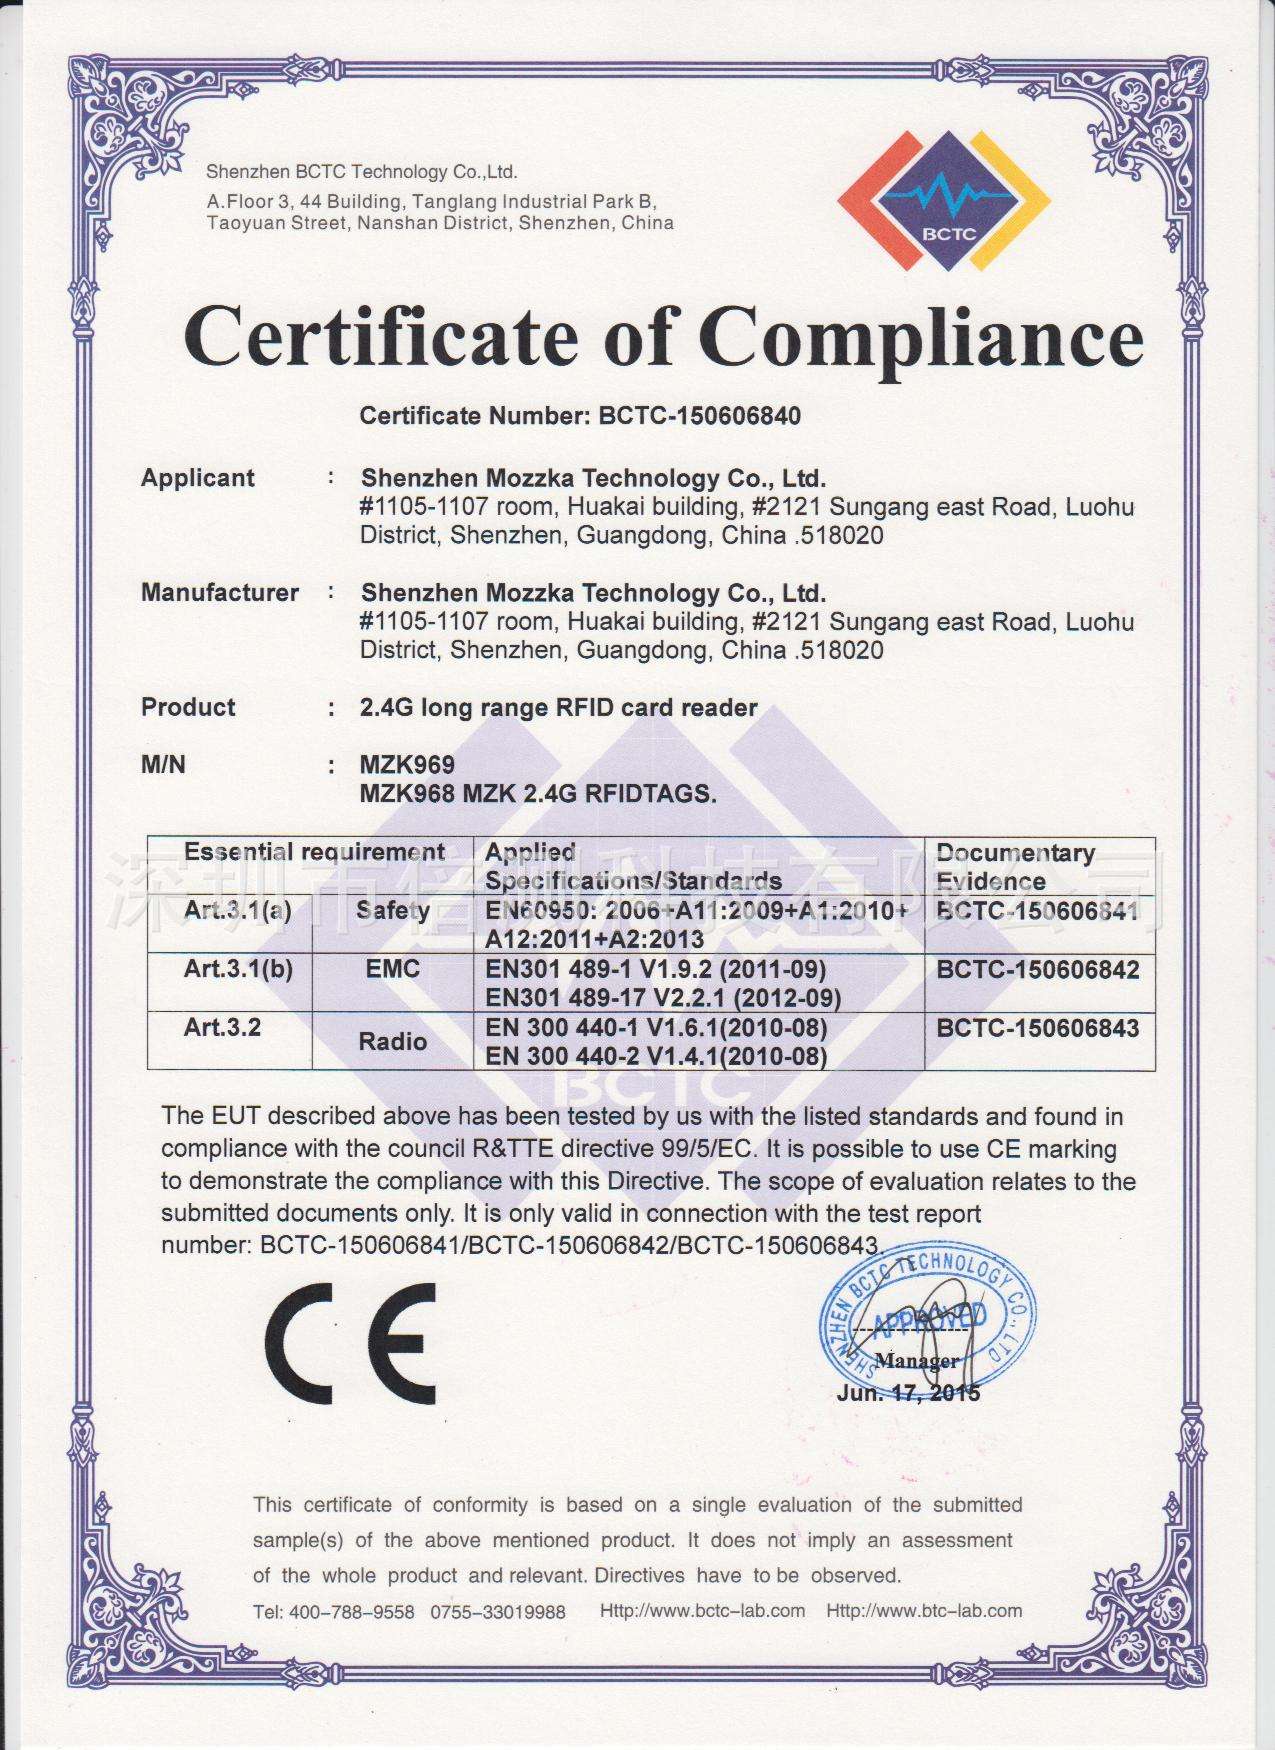 Shenzhen BCTC Technology Co.,Ltd.
A.Floor 3, 44 Building, Tanglang Industrial Park B,
Taoyuan Street, Nanshan District, Shenzhen, China
BCTC
Certificate of Compliance
Certificate Number: BCTC-150606840
Applicant : Shenzhen Mozzka Technology Co., Ltd.
#1105-1107 room, Huakai building, #2121 Sungang east Road, Luohu
District, Shenzhen, Guangdong, China .518020
Manufacturer : Shenzhen Mozzka Technology Co., Ltd.
#1105-1107 room, Huakai building, #2121 Sungang east Road, Luohu
District, Shenzhen, Guangdong, China .518020
Product : 2.4G long range RFID card reader
M/N : MZK969
MZK968 MZK 2.4G RFIDTAGS.
深圳市倍测科技有限公司
Essential requirement Applied Documentary
Specifications/Standards Evidence
Art.3.1(a) Safety EN60950: 2006+A11:2009+A1:2010+ BCTC-150606841
A12:2011+A2:2013
Art.3.1(b) EMC EN301 489-1 V1.9.2 (2011-09) BCTC-150606842
EN301 489-17 V2.2.1 (2012-09)
Art.3.2 Radio EN 300 440-1 V1.6.1(2010-08) BCTC-150606843
EN 300 440-2 V1.4.1(2010-08)
BCTC
The EUT described above has been tested by us with the listed standards and found in
compliance with the council R&TTE directive 99/5/EC. It is possible to use CE marking
to demonstrate the compliance with this Directive. The scope of evaluation relates to the
submitted documents only. It is only valid in connection with the test report
number: BCTC-150606841/BCTC-150606842/BCTC-150606843.
CE
SHENZHEN BCTC TECHNOLOGY CO., LTD
APPROVED
Manager
Jun. 17, 2015
This certificate of conformity is based on a single evaluation of the submitted
sample(s) of the above mentioned product. It does not imply an assessment
of the whole product and relevant. Directives have to be observed.
Tel: 400-788-9558 0755-33019988 Http://www.bctc-lab.com Http://www.btc-lab.com